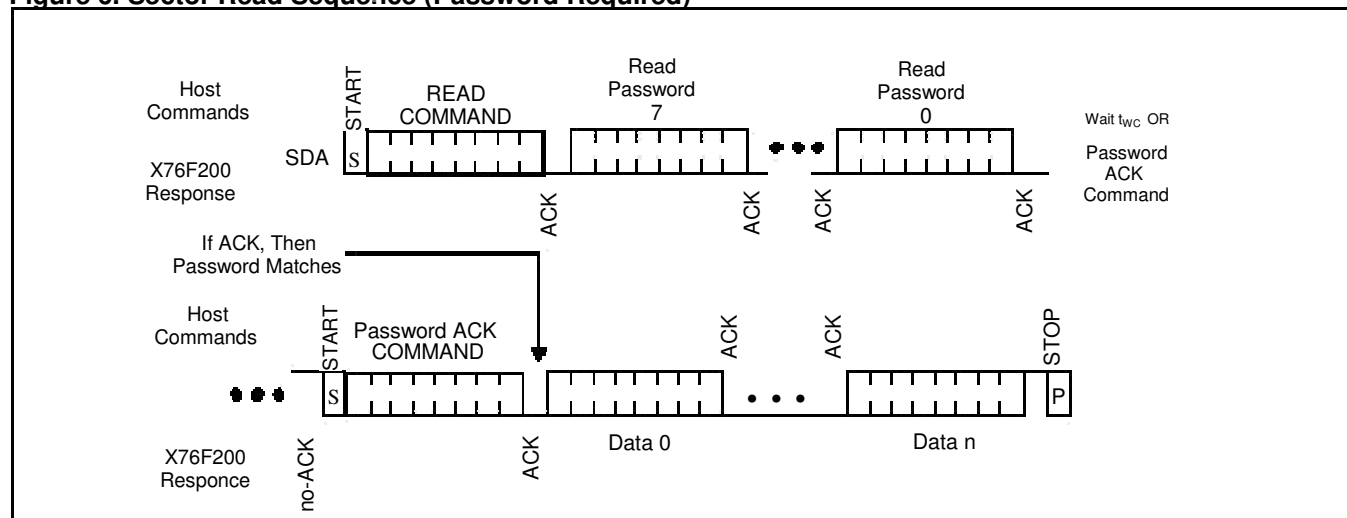 Figure 6. Sector Read Sequence (Password Required)
Host
Commands
START
READ
COMMAND
Read
Password
7
Read
Password
0
Wait tWC OR
Password
ACK
Command
SDA
S
X76F200
Response
ACK
ACK
ACK
ACK
If ACK, Then
Password Matches
Host
Commands
START
Password ACK
COMMAND
ACK
ACK
STOP
S
P
X76F200
Responce
no-ACK
ACK
Data 0
Data n